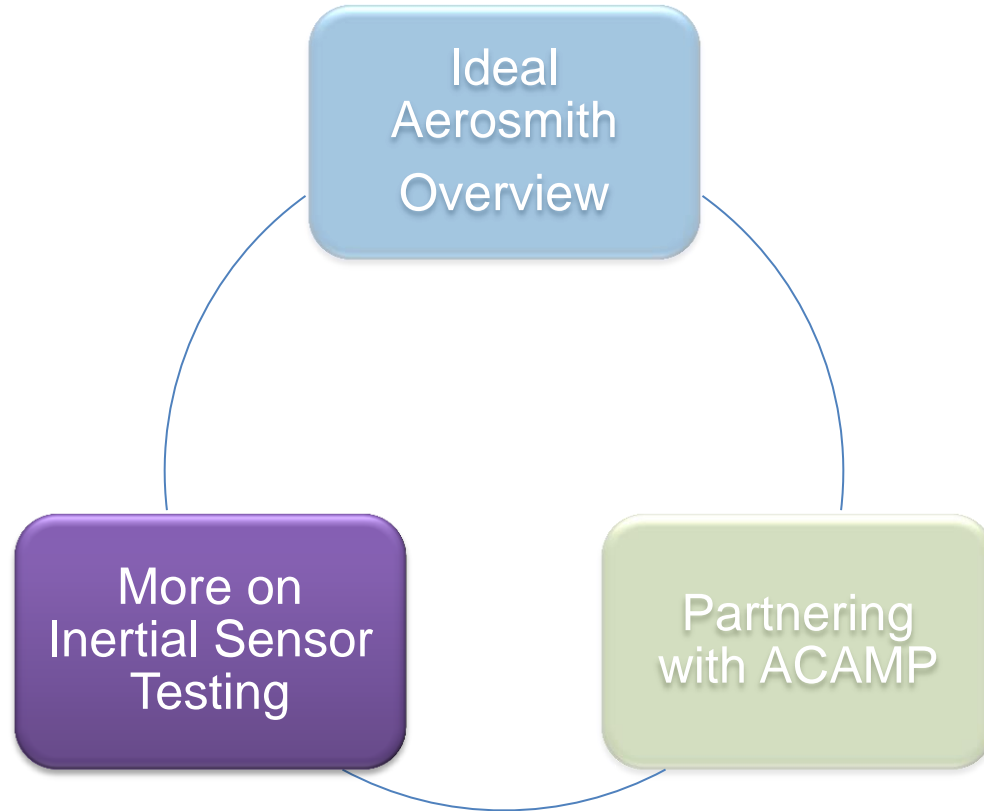 Ideal
Aerosmith
Overview
More on
Inertial Sensor
Testing
Partnering
with ACAMP